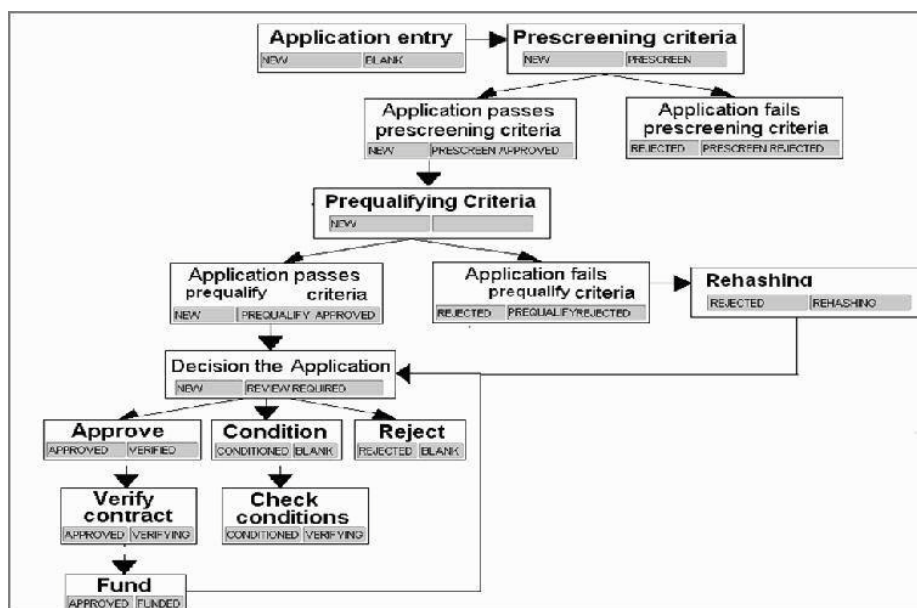 Application entry
NEW BLANK
Prescreening criteria
NEW PRESCREEN
Application passes
prescreening criteria
NEW PRESCREEN APPROVED
Application fails
prescreening criteria
REJECTED PRESCREEN REJECTED
Prequalifying Criteria
NEW
Application passes
prequalify criteria
NEW PREQUALIFY APPROVED
Application fails
prequalify criteria
REJECTED PREQUALIFYREJECTED
Rehashing
REJECTED REHASHING
Decision the Application
NEW REVIEW REQUIRED
Approve
APPROVED VERIFIED
Condition
CONDITIONED BLANK
Reject
REJECTED BLANK
Verify
contract
APPROVED VERIFYING
Check
conditions
CONDITIONED VERIFYING
Fund
APPROVED FUNDED